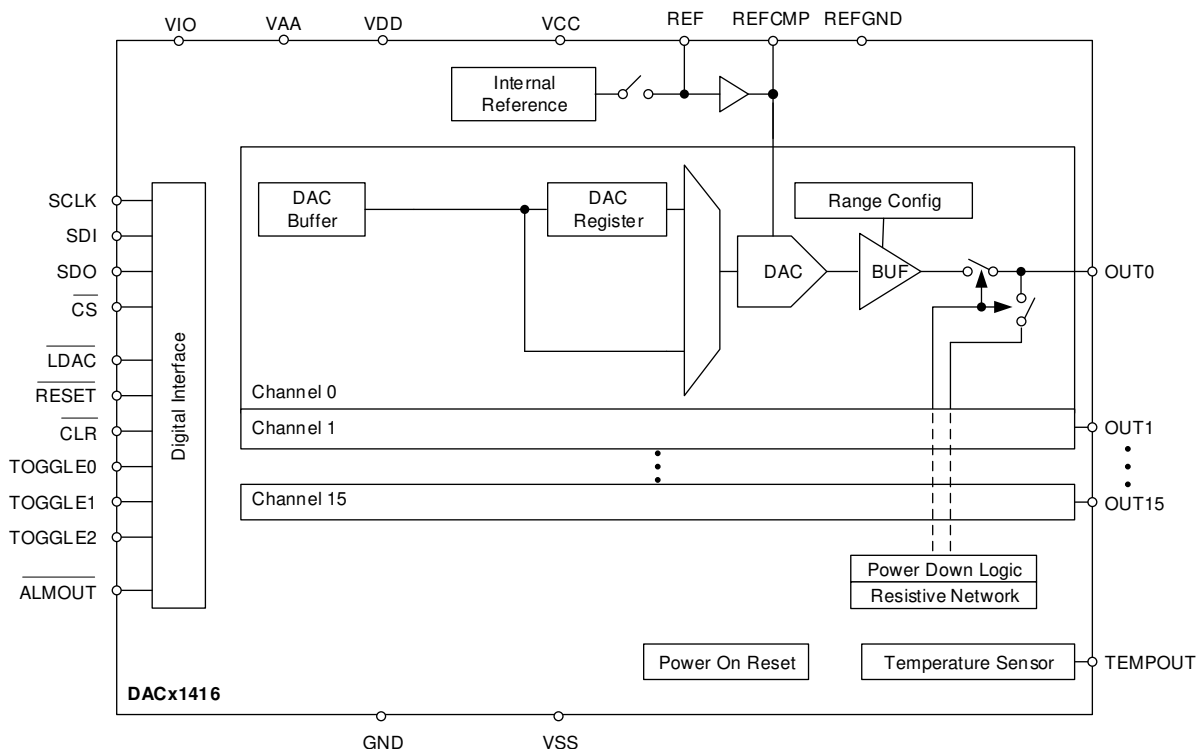 VIO
VAA
VDD
VCC
REF
REFCMP
REFGND
Internal
Reference
SCLK
SDI
SDO
CS
LDAC
RESET
CLR
TOGGLE0
TOGGLE1
TOGGLE2
ALMOUT
Digital Interface
DAC
Buffer
DAC
Register
Range Config
DAC
BUF
OUT0
Channel 0
Channel 1
OUT1
Channel 15
OUT15
Power Down Logic
Resistive Network
Power On Reset
Temperature Sensor
TEMPOUT
DACx1416
GND
VSS